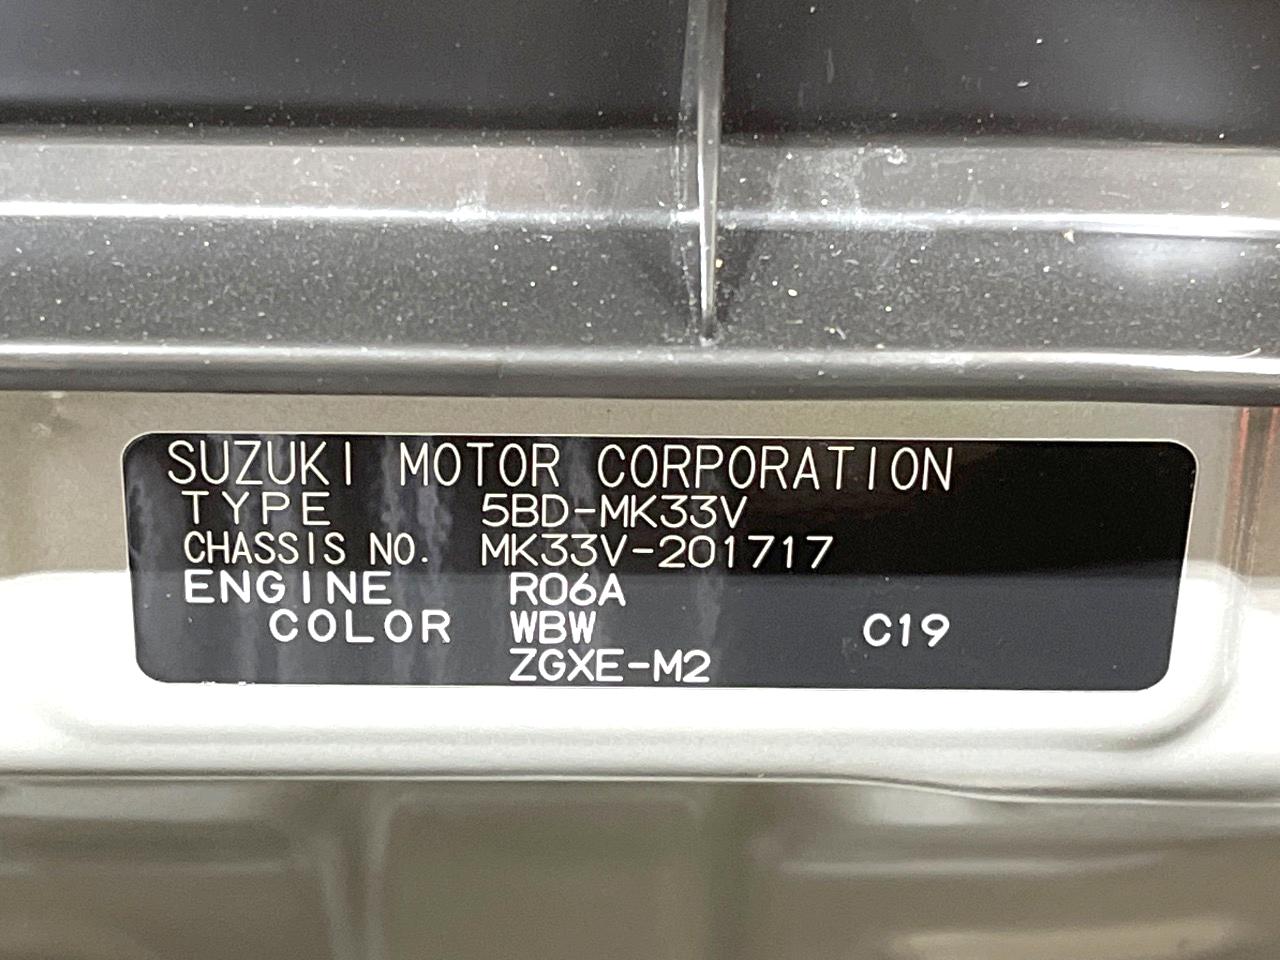 SUZUKI MOTOR CORPORATION
TYPE 5BD-MK33V
CHASSIS NO. MK33V-201717
ENGINE R06A
COLOR WBW C19
ZGXE-M2